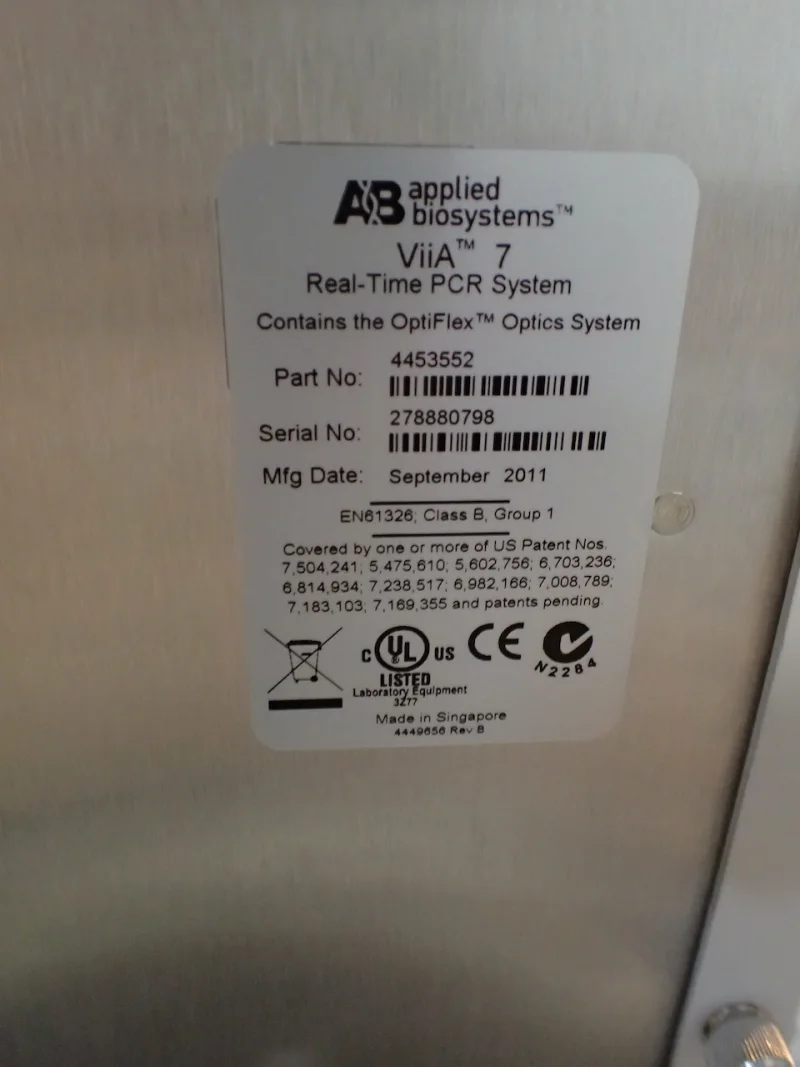 AB applied
biosystems™
ViiA™ 7
Real-Time PCR System
Contains the OptiFlex™ Optics System
Part No: 4453552
Serial No: 278880798
Mfg Date: September 2011
EN61326; Class B, Group 1
Covered by one or more of US Patent Nos.
7,504,241; 5,475,610; 5,602,756; 6,703,236;
6,814,934; 7,238,517; 6,982,166; 7,008,789;
7,183,103; 7,169,355 and patents pending.
C UL US CE N2284
LISTED
Laboratory Equipment
3Z77
Made in Singapore
4449656 Rev B